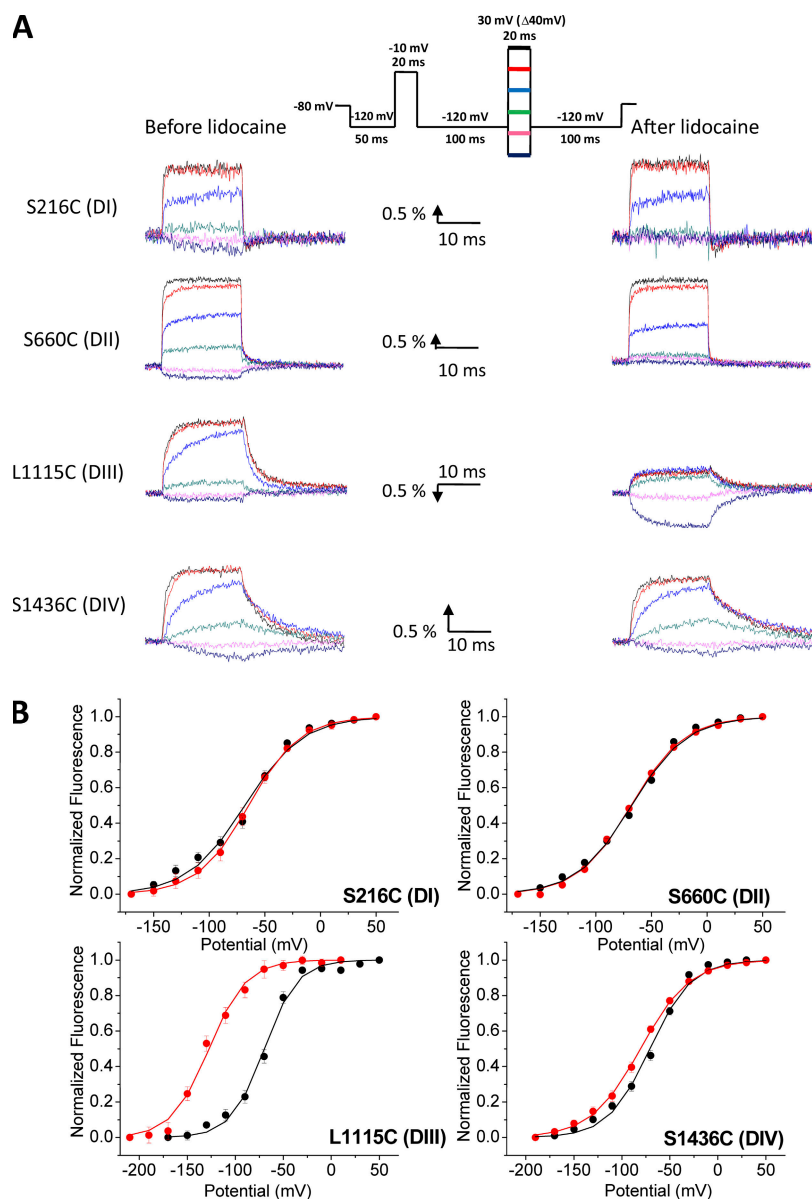 A
30 mV (Δ40mV)
20 ms
-10 mV
20 ms
-80 mV
-120 mV
50 ms
-120 mV
100 ms
-120 mV
100 ms
Before lidocaine
After lidocaine
S216C (DI)
0.5 %
10 ms
S660C (DII)
0.5 %
10 ms
L1115C (DIII)
10 ms
0.5 %
S1436C (DIV)
0.5 %
10 ms
B
Normalized Fluorescence
1.0
0.8
0.6
0.4
0.2
0.0
-150 -100 -50 0 50
Potential (mV)
S216C (DI)
Normalized Fluorescence
1.0
0.8
0.6
0.4
0.2
0.0
-150 -100 -50 0 50
Potential (mV)
S660C (DII)
Normalized Fluorescence
1.0
0.8
0.6
0.4
0.2
0.0
-200 -150 -100 -50 0 50
Potential (mV)
L1115C (DIII)
Normalized Fluorescence
1.0
0.8
0.6
0.4
0.2
0.0
-200 -150 -100 -50 0 50
Potential (mV)
S1436C (DIV)